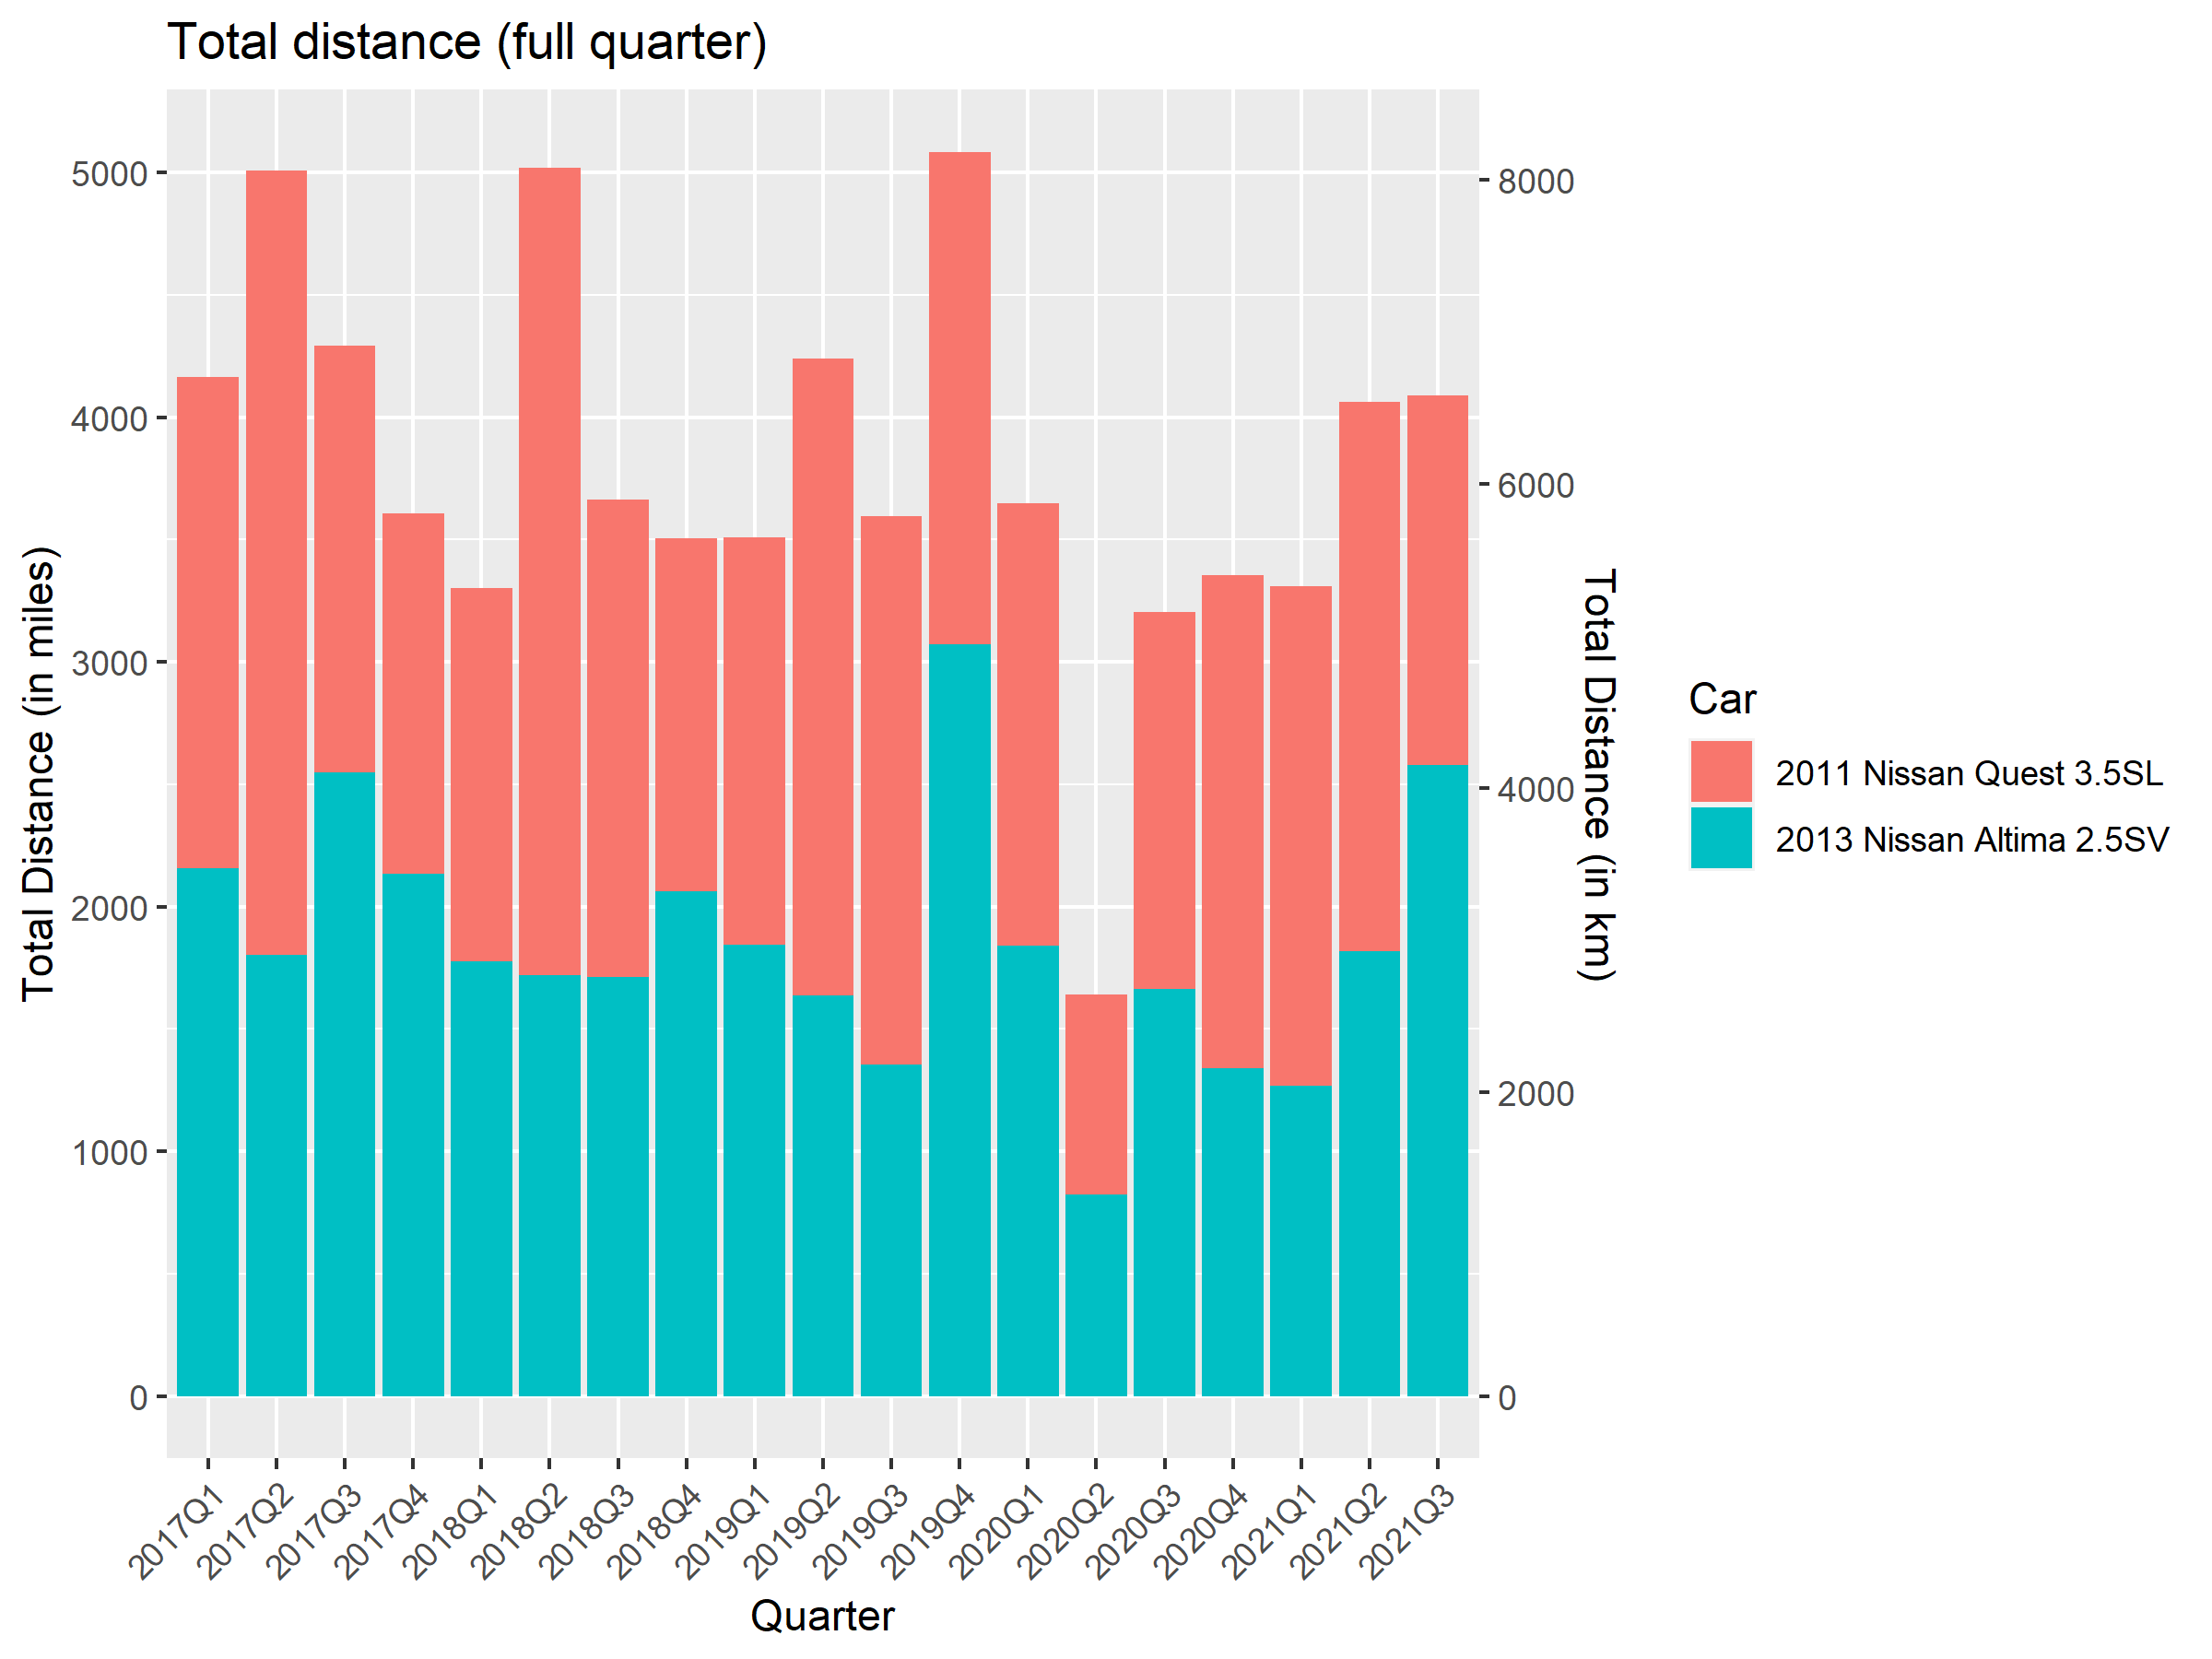 Total distance (full quarter)
Total Distance (in miles)
5000
4000
3000
2000
1000
0
8000
6000
4000
2000
0
Total Distance (in km)
2017Q1
2017Q2
2017Q3
2017Q4
2018Q1
2018Q2
2018Q3
2018Q4
2019Q1
2019Q2
2019Q3
2019Q4
2020Q1
2020Q2
2020Q3
2020Q4
2021Q1
2021Q2
2021Q3
Quarter
Car
2011 Nissan Quest 3.5SL
2013 Nissan Altima 2.5SV